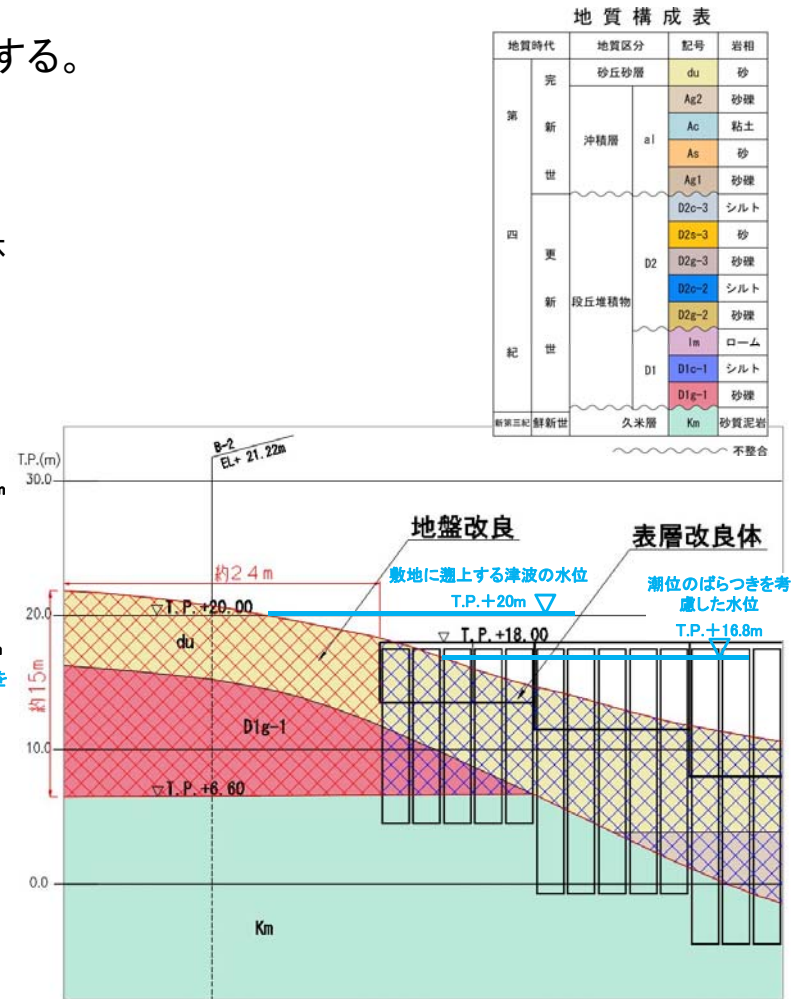 する。
地 質 構 成 表
地質時代 地質区分 記号 岩相
第四紀 完新世 砂丘砂層 du 砂
沖積層 al Ag2 砂礫
Ac 粘土
As 砂
Ag1 砂礫
更新世 段丘堆積物 D2 D2c-3 シルト
D2s-3 砂
D2g-3 砂礫
D2c-2 シルト
D2g-2 砂礫
D1 lm ローム
D1c-1 シルト
D1g-1 砂礫
新第三紀 鮮新世 久米層 Km 砂質泥岩
不整合
T.P.(m)
B-2
EL+ 21.22m
30.0
地盤改良
表層改良体
約24m
敷地に遡上する津波の水位
T.P.+20m
潮位のばらつきを考
慮した水位
T.P.+16.8m
20.0
T.P.+20.00
T.P.+18.00
du
を
約15m
D1g-1
10.0
T.P.+6.60
0.0
Km